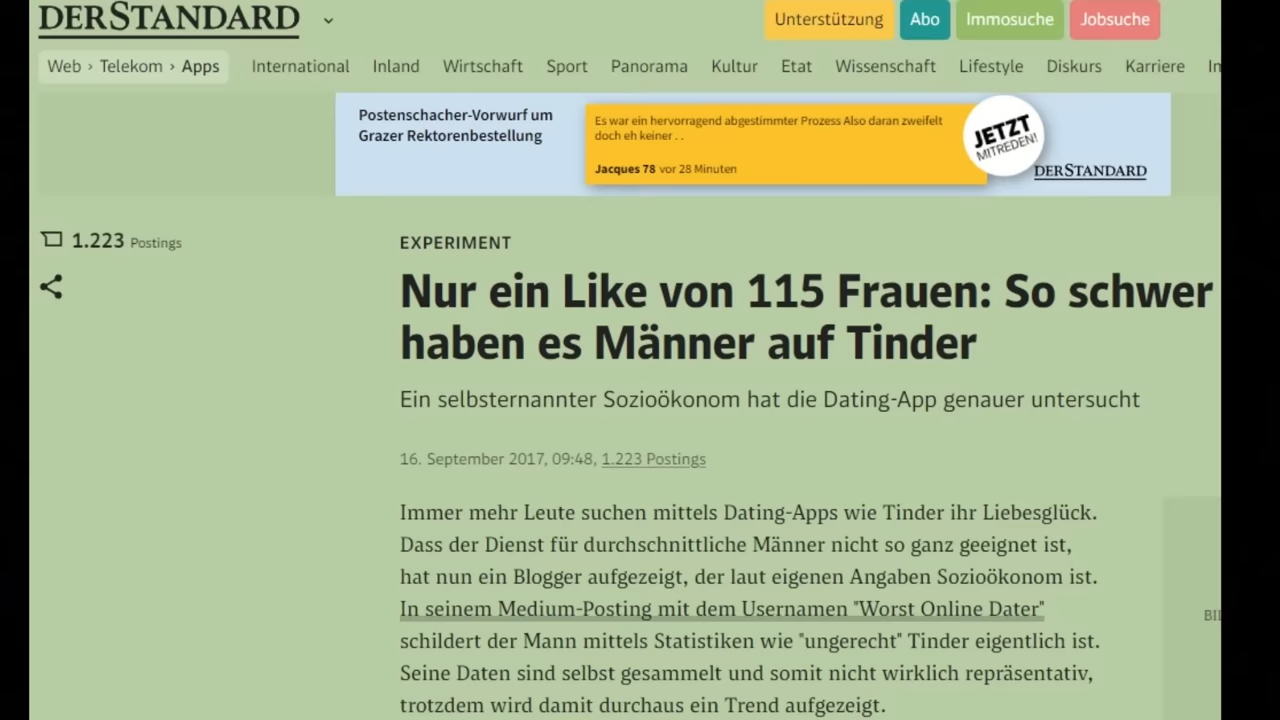 DERSTANDARD
Unterstützung
Abo
Immosuche
Jobsuche
Web › Telekom › Apps
International
Inland
Wirtschaft
Sport
Panorama
Kultur
Etat
Wissenschaft
Lifestyle
Diskurs
Karriere
Postenschacher-Vorwurf um
Grazer Rektorenbestellung
Es war ein hervorragend abgestimmter Prozess Also daran zweifelt
doch eh keiner . .
Jacques 78 vor 28 Minuten
JETZT
MITREDEN!
DERSTANDARD
1.223 Postings
EXPERIMENT
Nur ein Like von 115 Frauen: So schwer
haben es Männer auf Tinder
Ein selbsternannter Sozioökonom hat die Dating-App genauer untersucht
16. September 2017, 09:48, 1.223 Postings
Immer mehr Leute suchen mittels Dating-Apps wie Tinder ihr Liebesglück.
Dass der Dienst für durchschnittliche Männer nicht so ganz geeignet ist,
hat nun ein Blogger aufgezeigt, der laut eigenen Angaben Sozioökonom ist.
In seinem Medium-Posting mit dem Usernamen "Worst Online Dater"
schildert der Mann mittels Statistiken wie "ungerecht" Tinder eigentlich ist.
Seine Daten sind selbst gesammelt und somit nicht wirklich repräsentativ,
trotzdem wird damit durchaus ein Trend aufgezeigt.